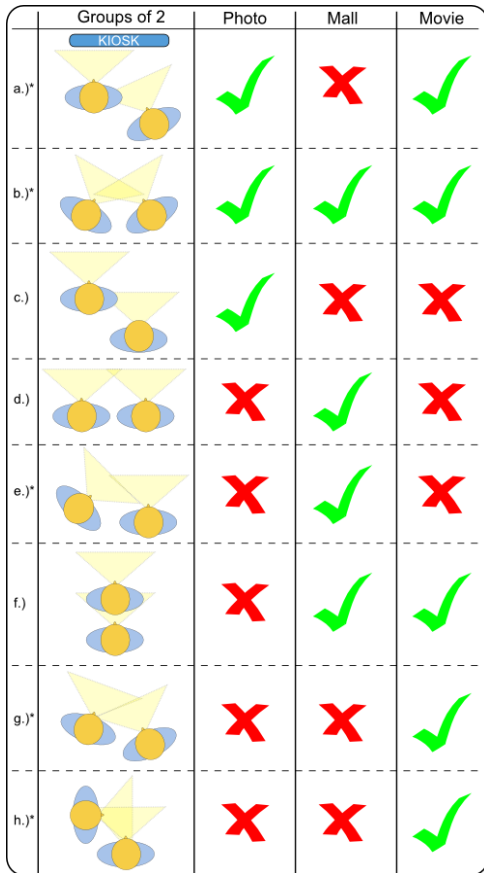 Groups of 2 Photo Mall Movie
KIOSK
a.)*
b.)*
c.)
d.)
e.)*
f.)
g.)*
h.)*